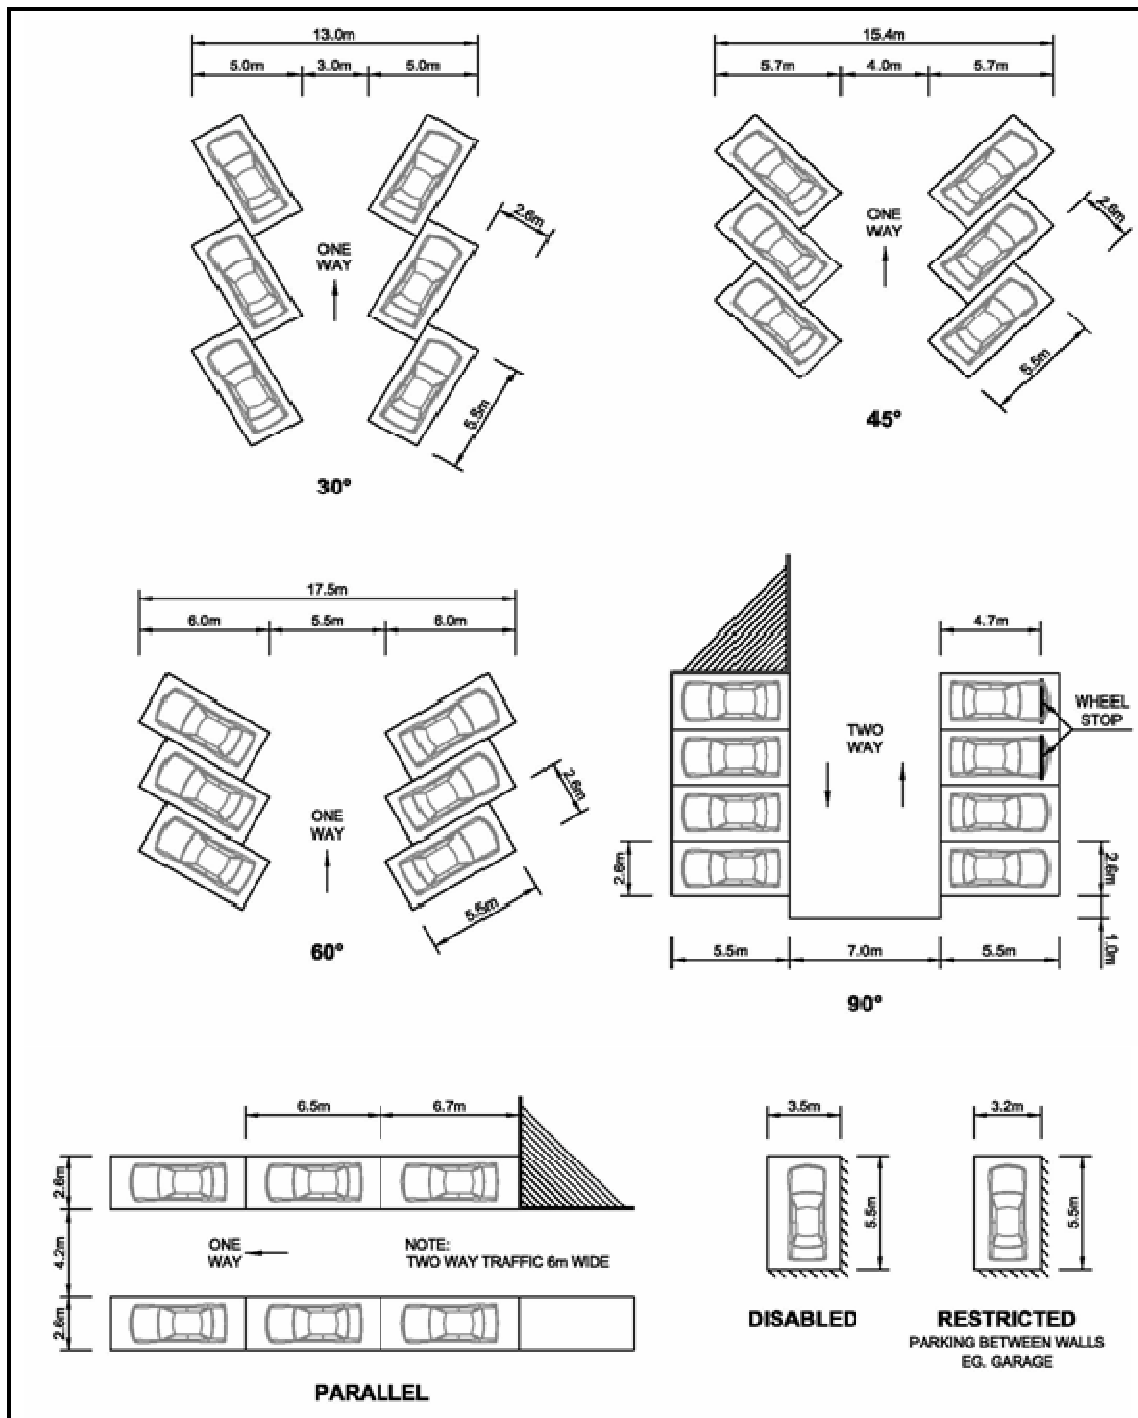 13.0m
5.0m 3.0m 5.0m
2.6m
ONE
WAY
5.5m
30°
15.4m
5.7m 4.0m 5.7m
2.6m
ONE
WAY
5.5m
45°
17.5m
6.0m 5.5m 6.0m
2.6m
ONE
WAY
5.5m
60°
4.7m
WHEEL
STOP
TWO
WAY
2.6m
2.6m
1.0m
5.5m 7.0m 5.5m
90°
6.5m 6.7m
2.6m
4.2m
2.6m
ONE
WAY
NOTE:
TWO WAY TRAFFIC 6m WIDE
PARALLEL
3.5m
5.5m
DISABLED
3.2m
5.5m
RESTRICTED
PARKING BETWEEN WALLS
EG. GARAGE